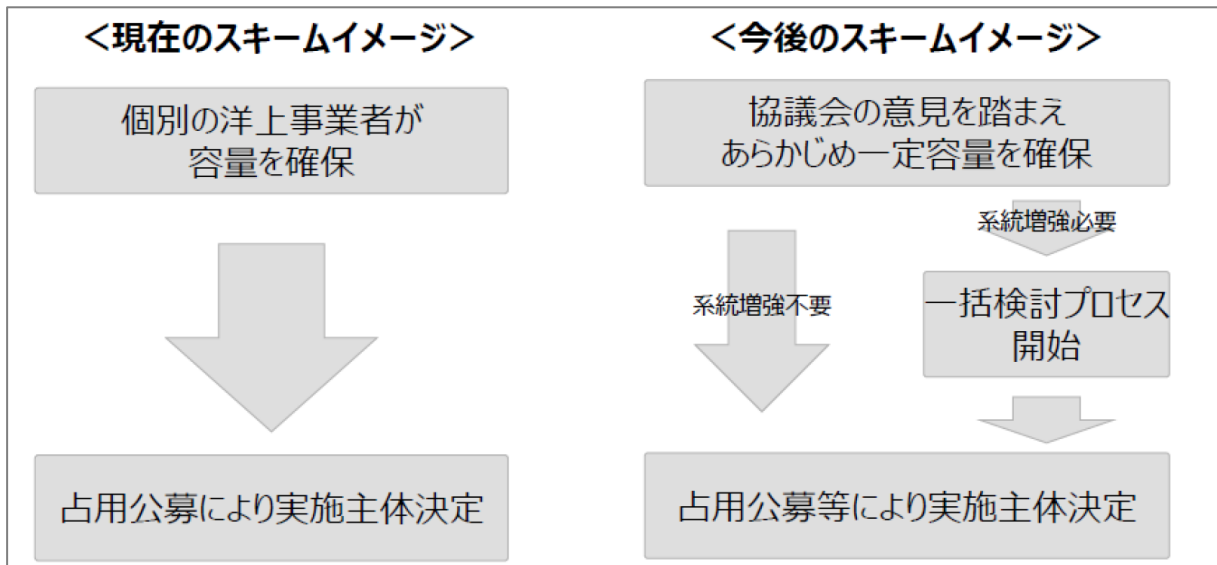 <現在のスキームイメージ>
個別の洋上事業者が
容量を確保
占用公募により実施主体決定
<今後のスキームイメージ>
協議会の意見を踏まえ
あらかじめ一定容量を確保
系統増強不要
系統増強必要
一括検討プロセス
開始
占用公募等により実施主体決定